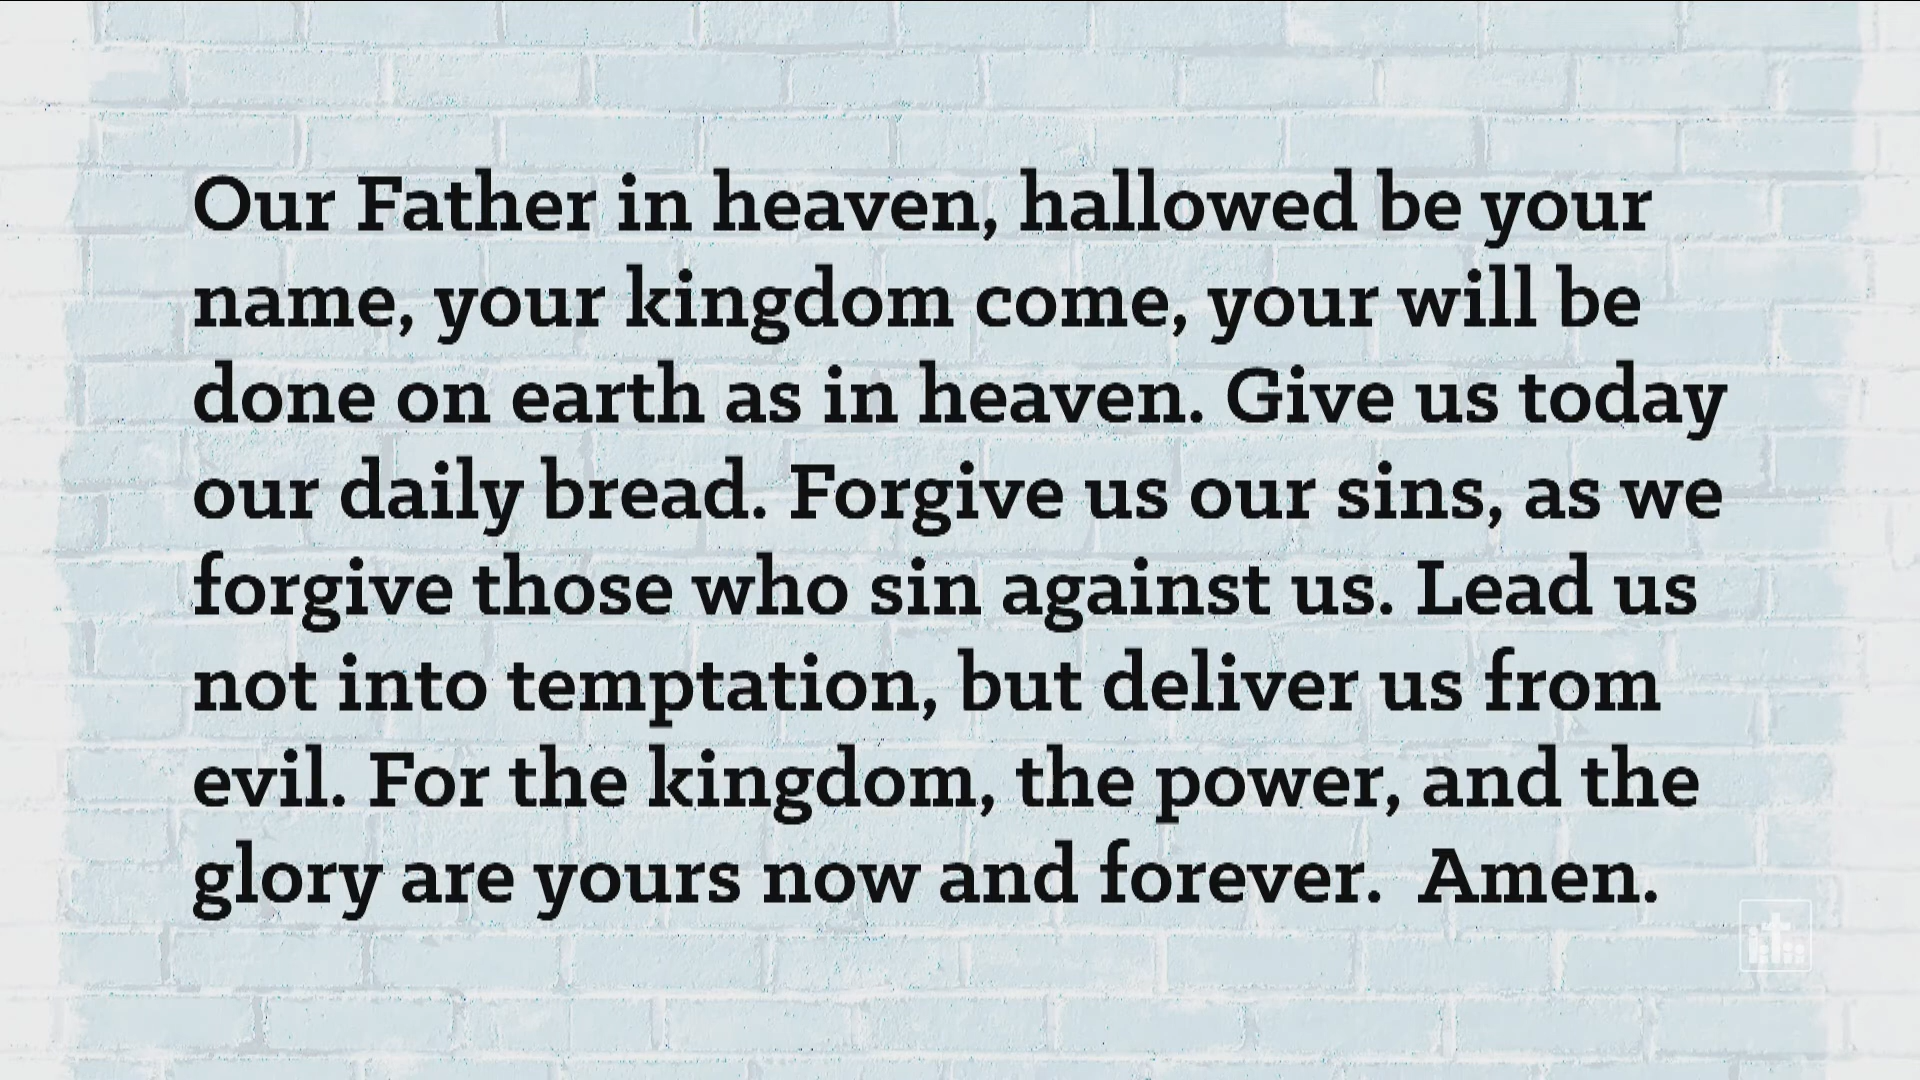 Our Father in heaven, hallowed be your
name, your kingdom come, your will be
done on earth as in heaven. Give us today
our daily bread. Forgive us our sins, as we
forgive those who sin against us. Lead us
not into temptation, but deliver us from
evil. For the kingdom, the power, and the
glory are yours now and forever.  Amen.